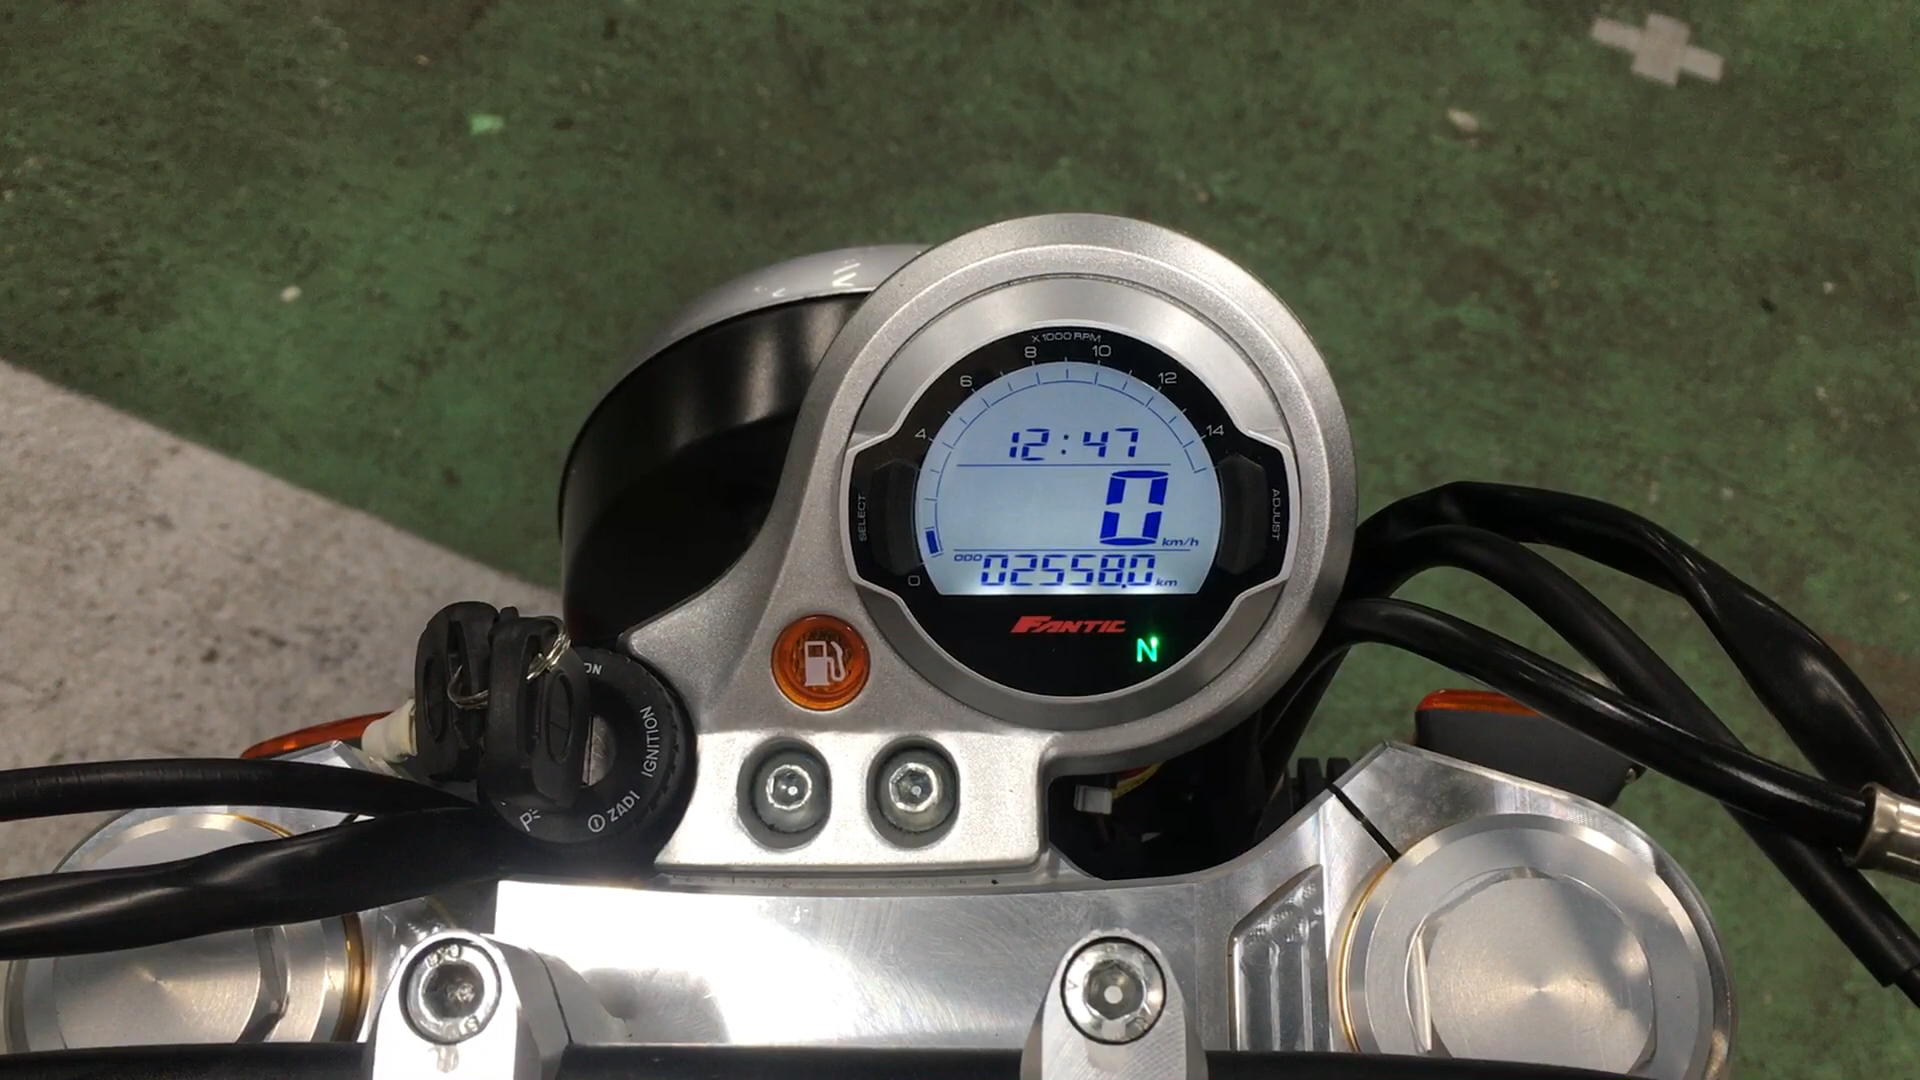 X 1000 RPM
0 4 6 8 10 12 14
12:47
0 km/h
ODO 02558.0 km
SELECT
ADJUST
FANTIC
N
ON
IGNITION
ZADI
P